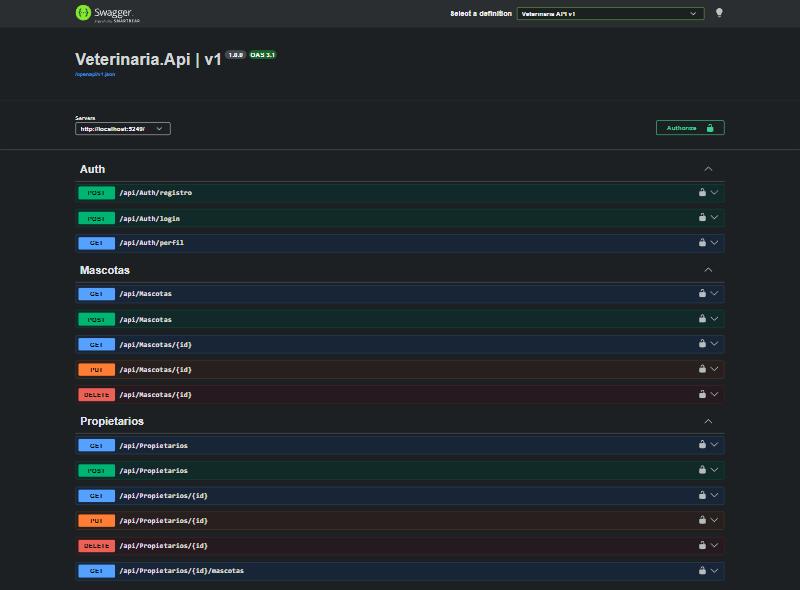 Swagger
Supported by SMARTBEAR
Select a definition
Veterinaria API v1
Veterinaria.Api | v1 1.0.0 OAS 3.1
/openapi/v1.json
Servers
http://localhost:5249/
Authorize
Auth
POST /api/Auth/registro
POST /api/Auth/login
GET /api/Auth/perfil
Mascotas
GET /api/Mascotas
POST /api/Mascotas
GET /api/Mascotas/{id}
PUT /api/Mascotas/{id}
DELETE /api/Mascotas/{id}
Propietarios
GET /api/Propietarios
POST /api/Propietarios
GET /api/Propietarios/{id}
PUT /api/Propietarios/{id}
DELETE /api/Propietarios/{id}
GET /api/Propietarios/{id}/mascotas